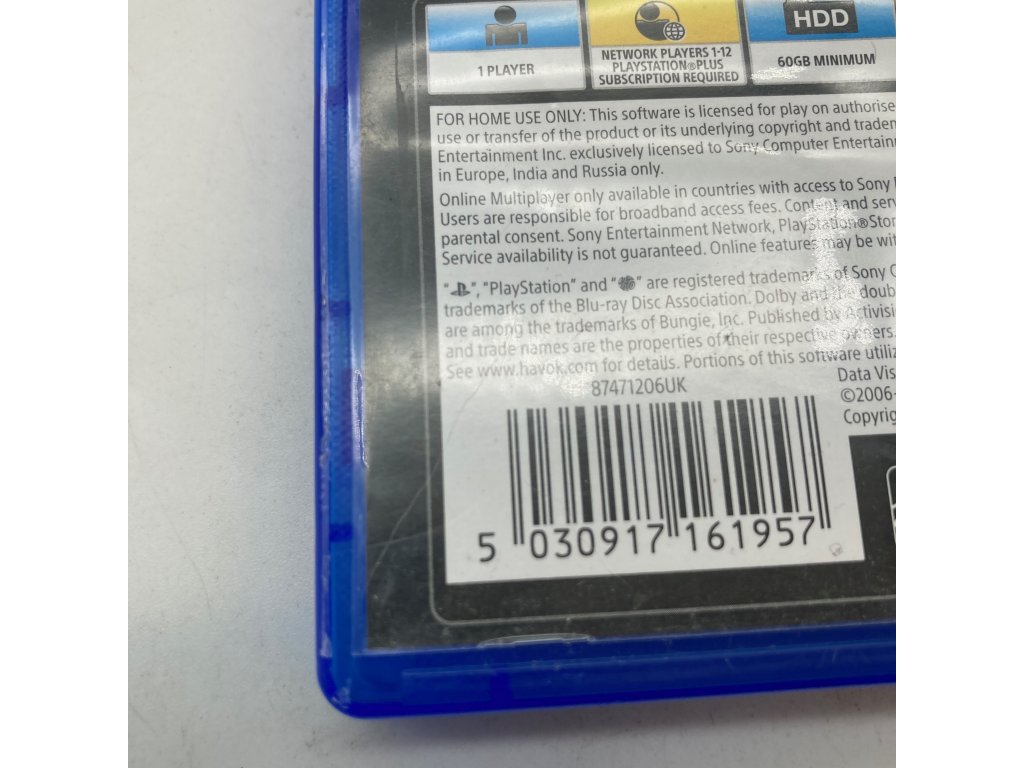 HDD
1 PLAYER
NETWORK PLAYERS 1-12
PLAYSTATION®PLUS
SUBSCRIPTION REQUIRED
60GB MINIMUM
FOR HOME USE ONLY: This software is licensed for play on authorise
use or transfer of the product or its underlying copyright and tradem
Entertainment Inc. exclusively licensed to Sony Computer Entertain
in Europe, India and Russia only.
Online Multiplayer only available in countries with access to Sony
Users are responsible for broadband access fees. Content and serv
parental consent. Sony Entertainment Network, PlayStation®Stor
Service availability is not guaranteed. Online features may be wit
" ", "PlayStation" and " " are registered trademarks of Sony C
trademarks of the Blu-ray Disc Association. Dolby and the doub
are among the trademarks of Bungie, Inc. Published by Activisi
and trade names are the properties of their respective owners.
See www.havok.com for details. Portions of this software utiliz
87471206UK
Data Vis
©2006-
Copyrig
5 030917 161957